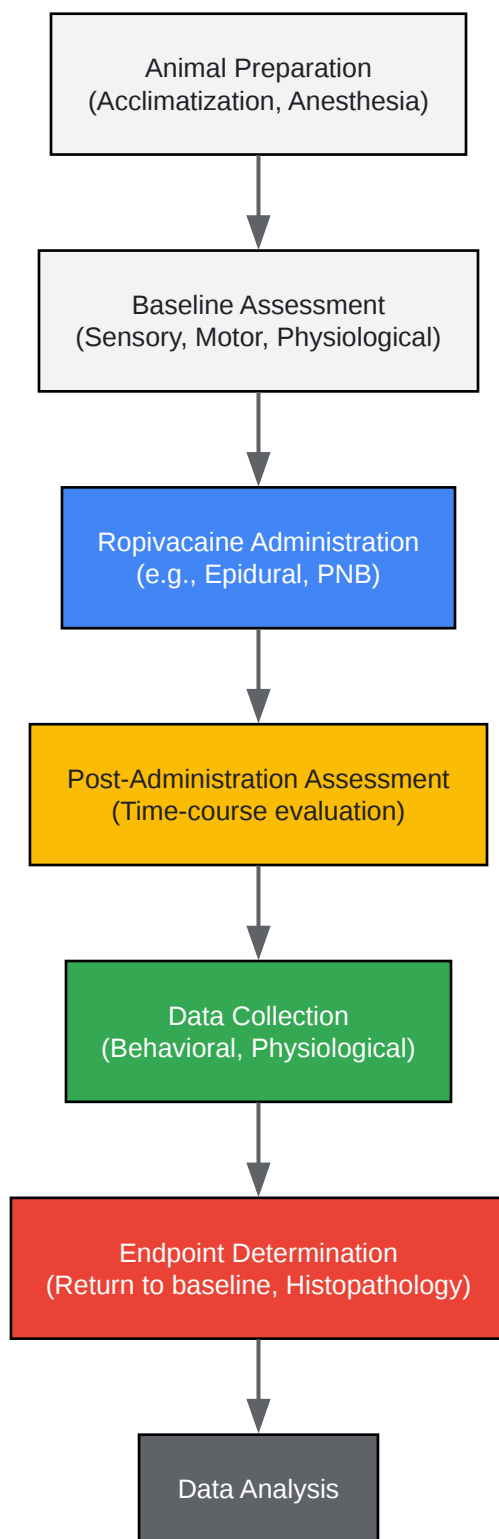 Animal Preparation
(Acclimatization, Anesthesia)
Baseline Assessment
(Sensory, Motor, Physiological)
Ropivacaine Administration
(e.g., Epidural, PNB)
Post-Administration Assessment
(Time-course evaluation)
Data Collection
(Behavioral, Physiological)
Endpoint Determination
(Return to baseline, Histopathology)
Data Analysis